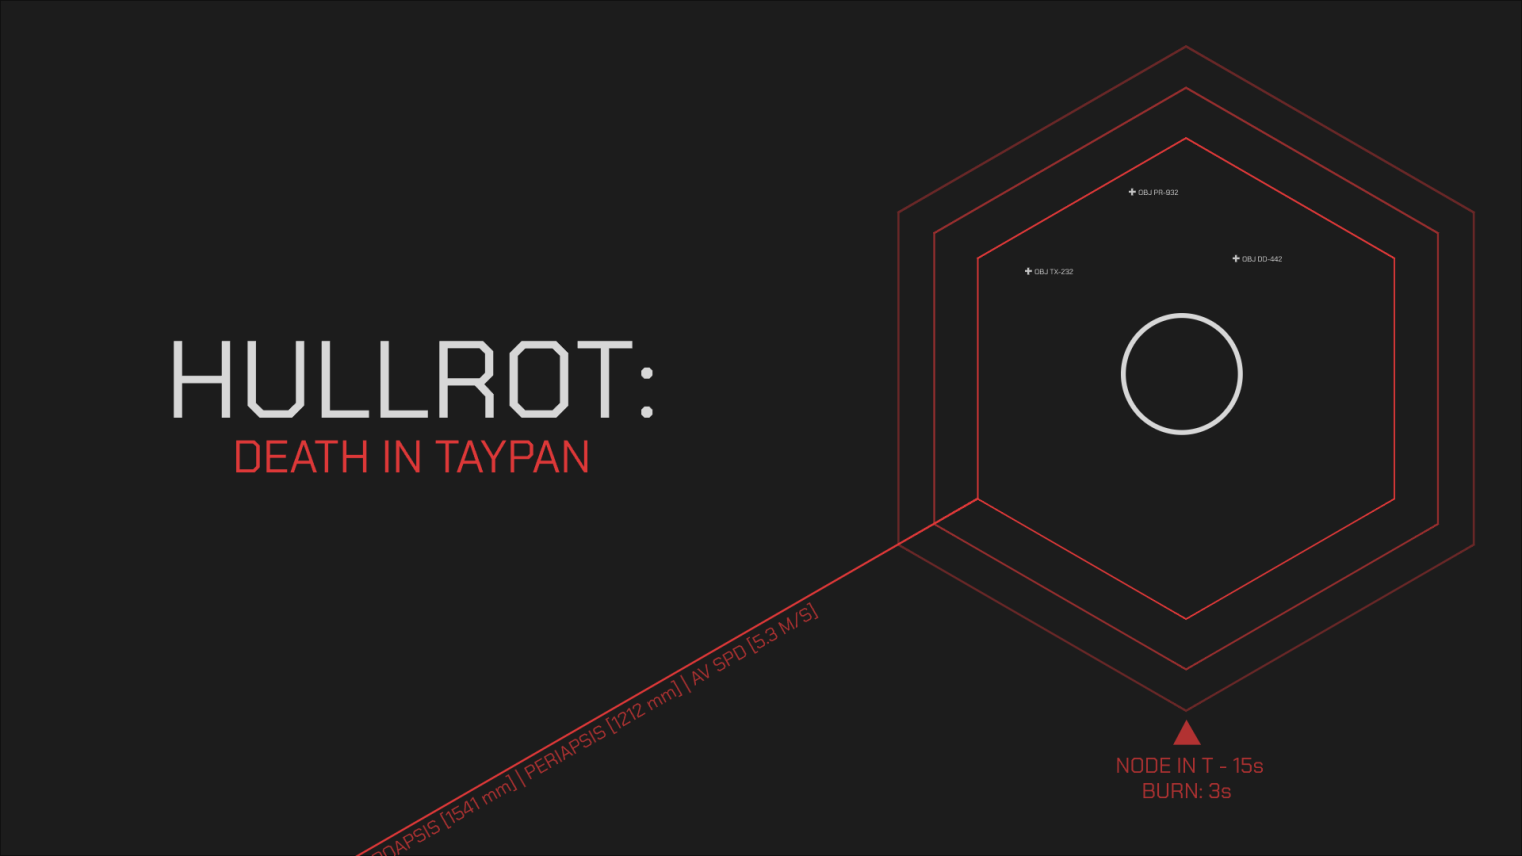 HULLROT:
DEATH IN TAYPAN
OBJ PR-932
OBJ DD-442
OBJ TX-232
[1541 mm] | PERIAPSIS [1212 mm] | AV SPD [5.3 M/S]
NODE IN T - 15s
BURN: 3s